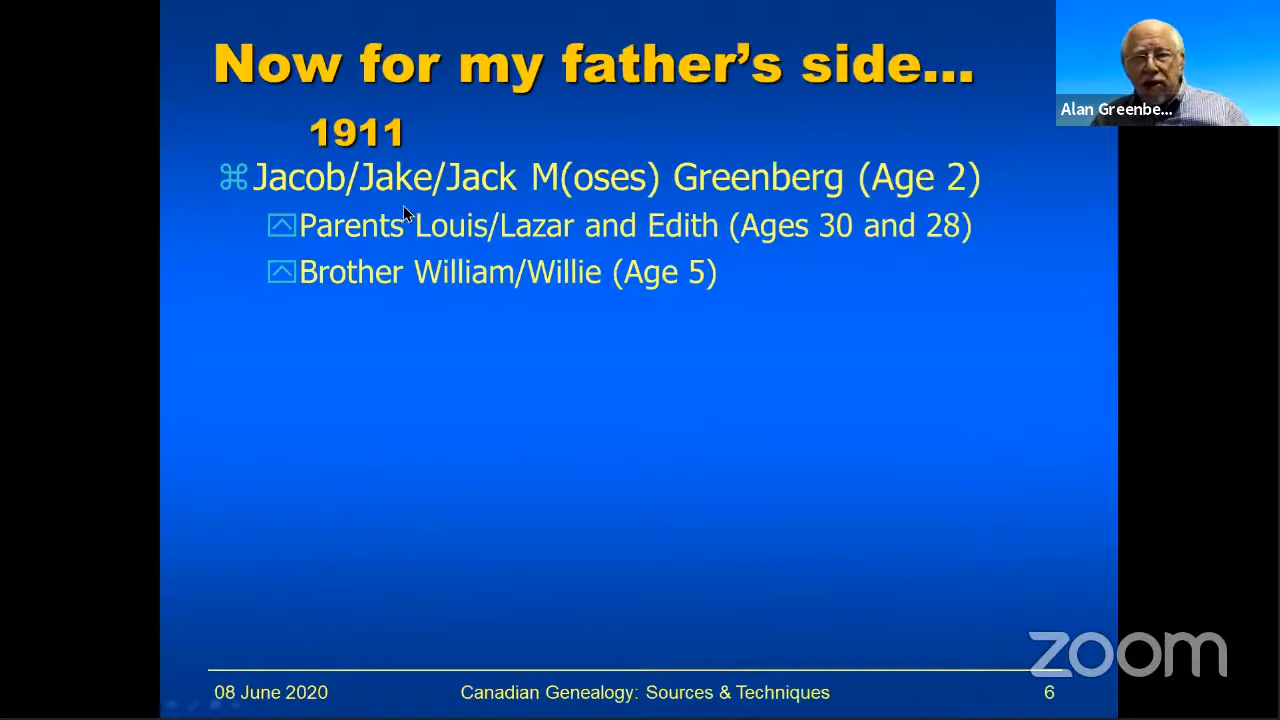 Now for my father's side...
1911
Jacob/Jake/Jack M(oses) Greenberg (Age 2)
Parents Louis/Lazar and Edith (Ages 30 and 28)
Brother William/Willie (Age 5)
Alan Greenbe...
zoom
08 June 2020
Canadian Genealogy: Sources & Techniques
6